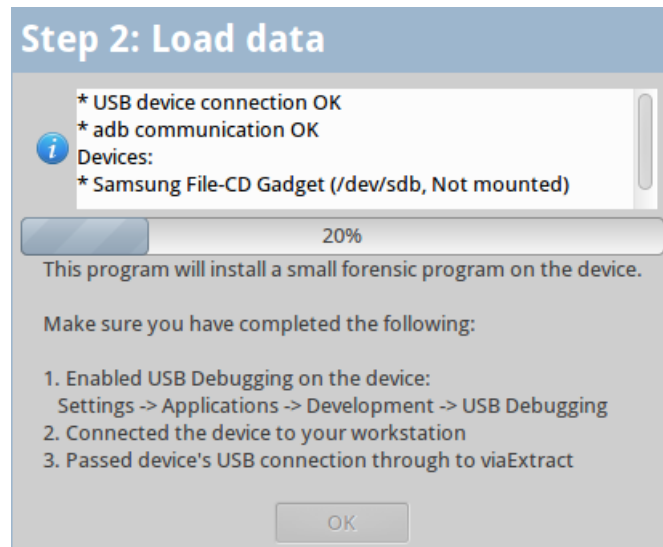 Step 2: Load data
* USB device connection OK
* adb communication OK
Devices:
* Samsung File-CD Gadget (/dev/sdb, Not mounted)
20%
This program will install a small forensic program on the device.
Make sure you have completed the following:
1. Enabled USB Debugging on the device:
Settings -> Applications -> Development -> USB Debugging
2. Connected the device to your workstation
3. Passed device's USB connection through to viaExtract
OK